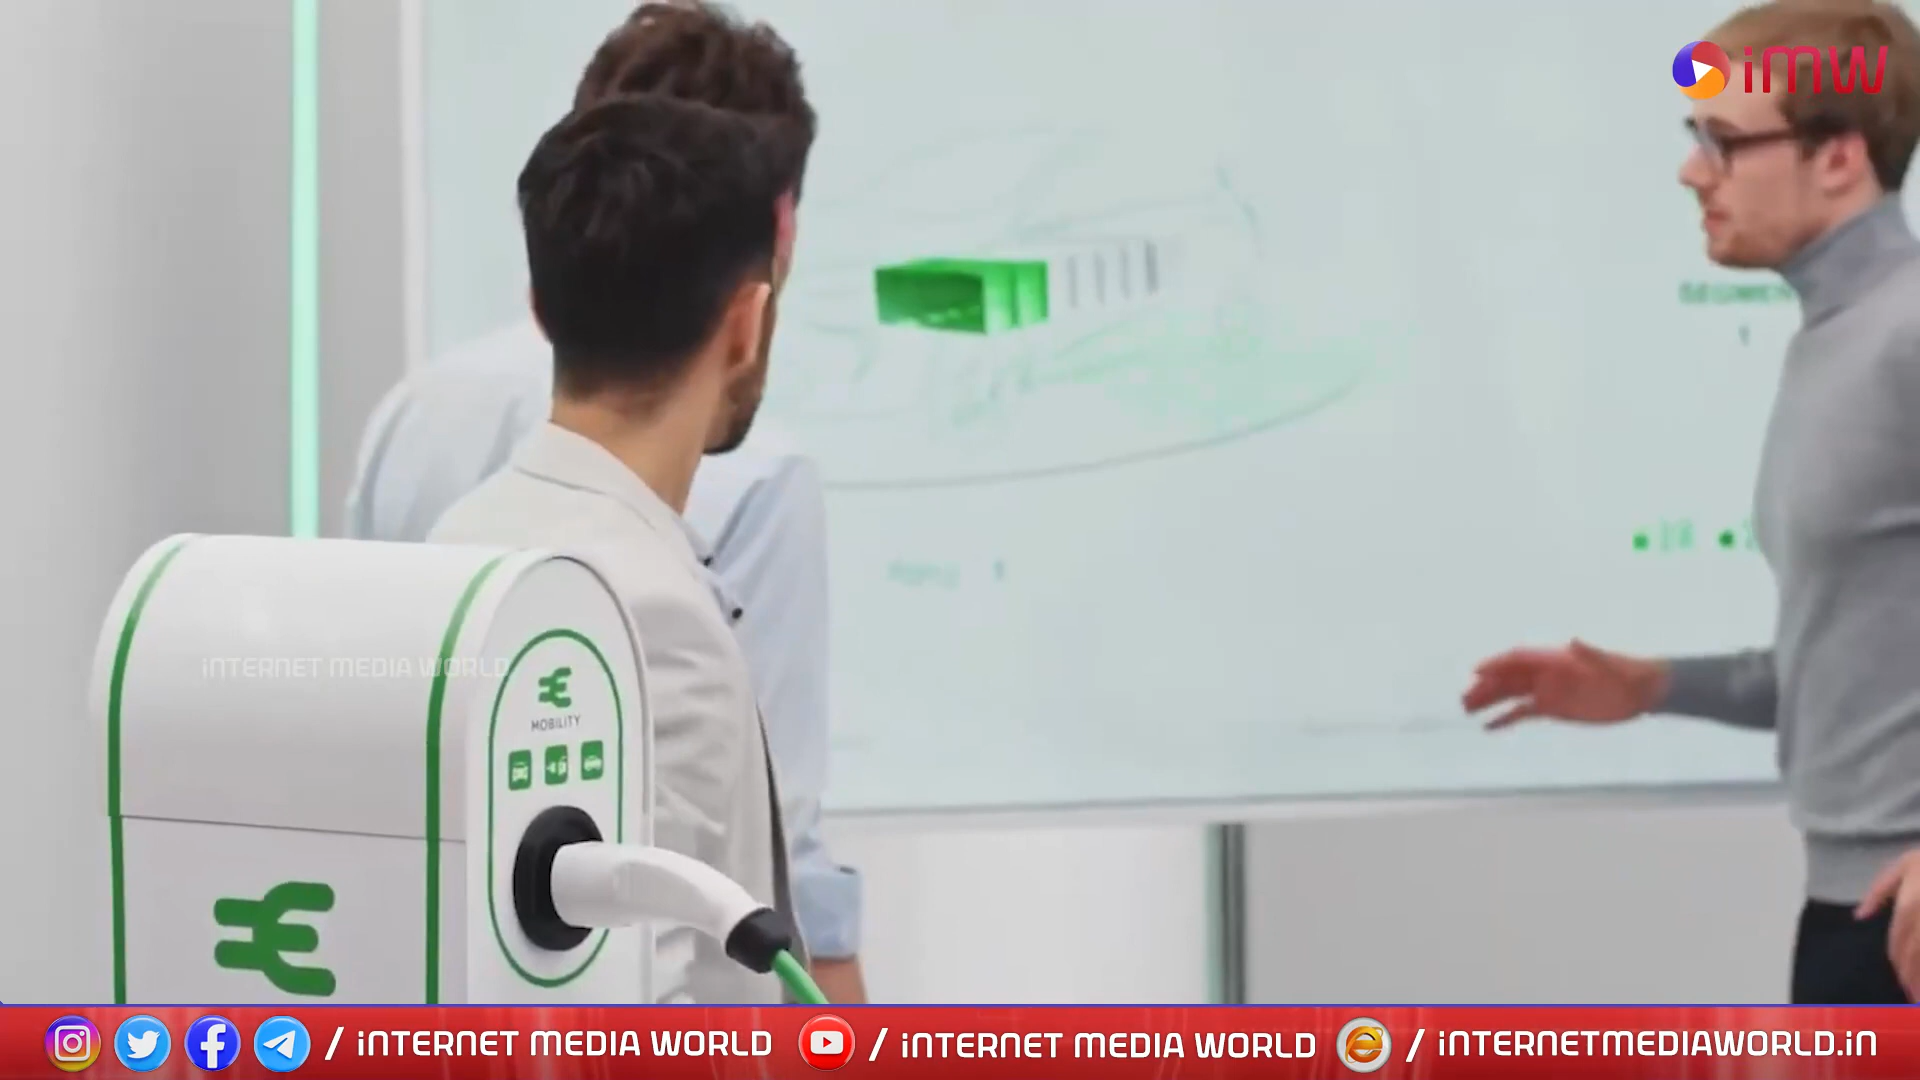 iMW
iNTERNET MEDIA WORLD
MOBILITY
/ iNTERNET MEDIA WORLD
/ iNTERNET MEDIA WORLD
/ iNTERNETMEDIAWORLD.iN